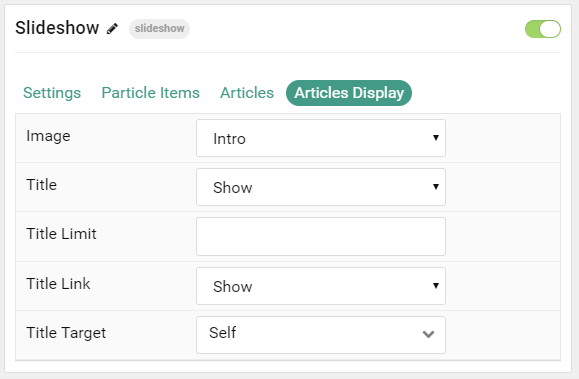 Slideshow slideshow
Settings Particle Items Articles Articles Display
Image Intro
Title Show
Title Limit
Title Link Show
Title Target Self